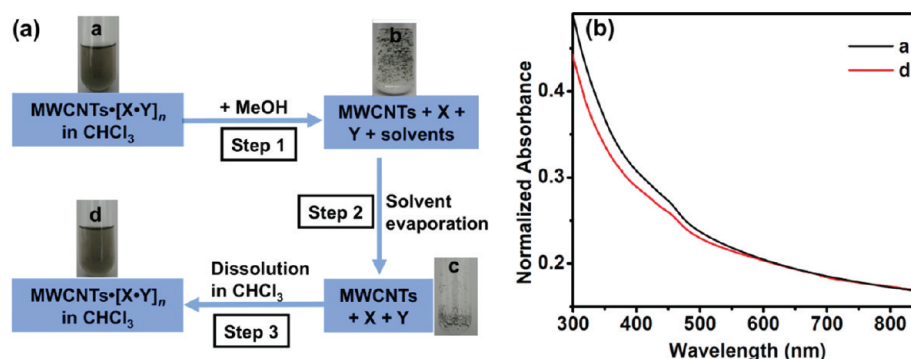 (a)
a
MWCNTs•[X•Y]n
in CHCl3
+ MeOH
Step 1
b
MWCNTs + X +
Y + solvents
Step 2
Solvent
evaporation
c
MWCNTs
+ X + Y
Dissolution
in CHCl3
Step 3
d
MWCNTs•[X•Y]n
in CHCl3
(b)
a
d
Normalized Absorbance
0.4
0.3
0.2
300 400 500 600 700 800
Wavelength (nm)